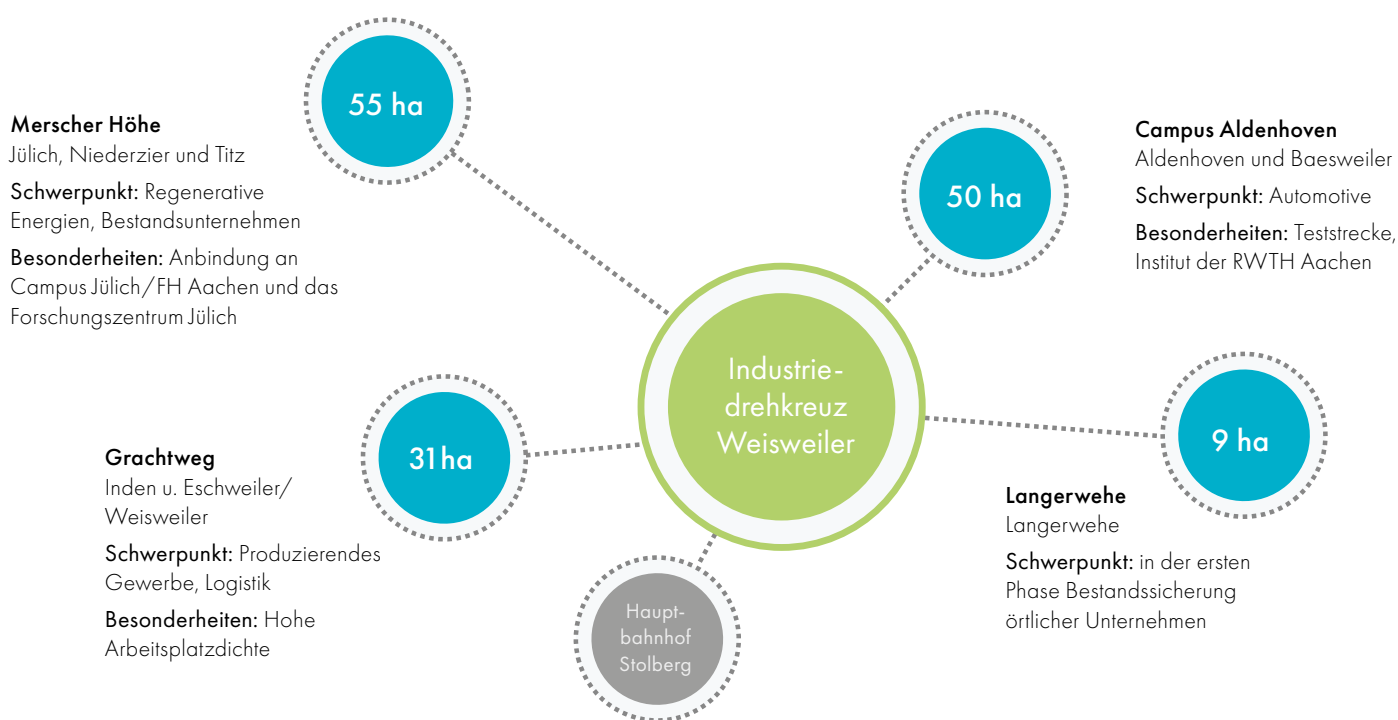 55 ha
Merscher Höhe
Jülich, Niederzier und Titz
Schwerpunkt: Regenerative
Energien, Bestandsunternehmen
Besonderheiten: Anbindung an
Campus Jülich/FH Aachen und das
Forschungszentrum Jülich
50 ha
Campus Aldenhoven
Aldenhoven und Baesweiler
Schwerpunkt: Automotive
Besonderheiten: Teststrecke,
Institut der RWTH Aachen
Industrie-
drehkreuz
Weisweiler
31 ha
Grachtweg
Inden u. Eschweiler/
Weisweiler
Schwerpunkt: Produzierendes
Gewerbe, Logistik
Besonderheiten: Hohe
Arbeitsplatzdichte
9 ha
Langerwehe
Langerwehe
Schwerpunkt: in der ersten
Phase Bestandssicherung
örtlicher Unternehmen
Haupt-
bahnhof
Stolberg